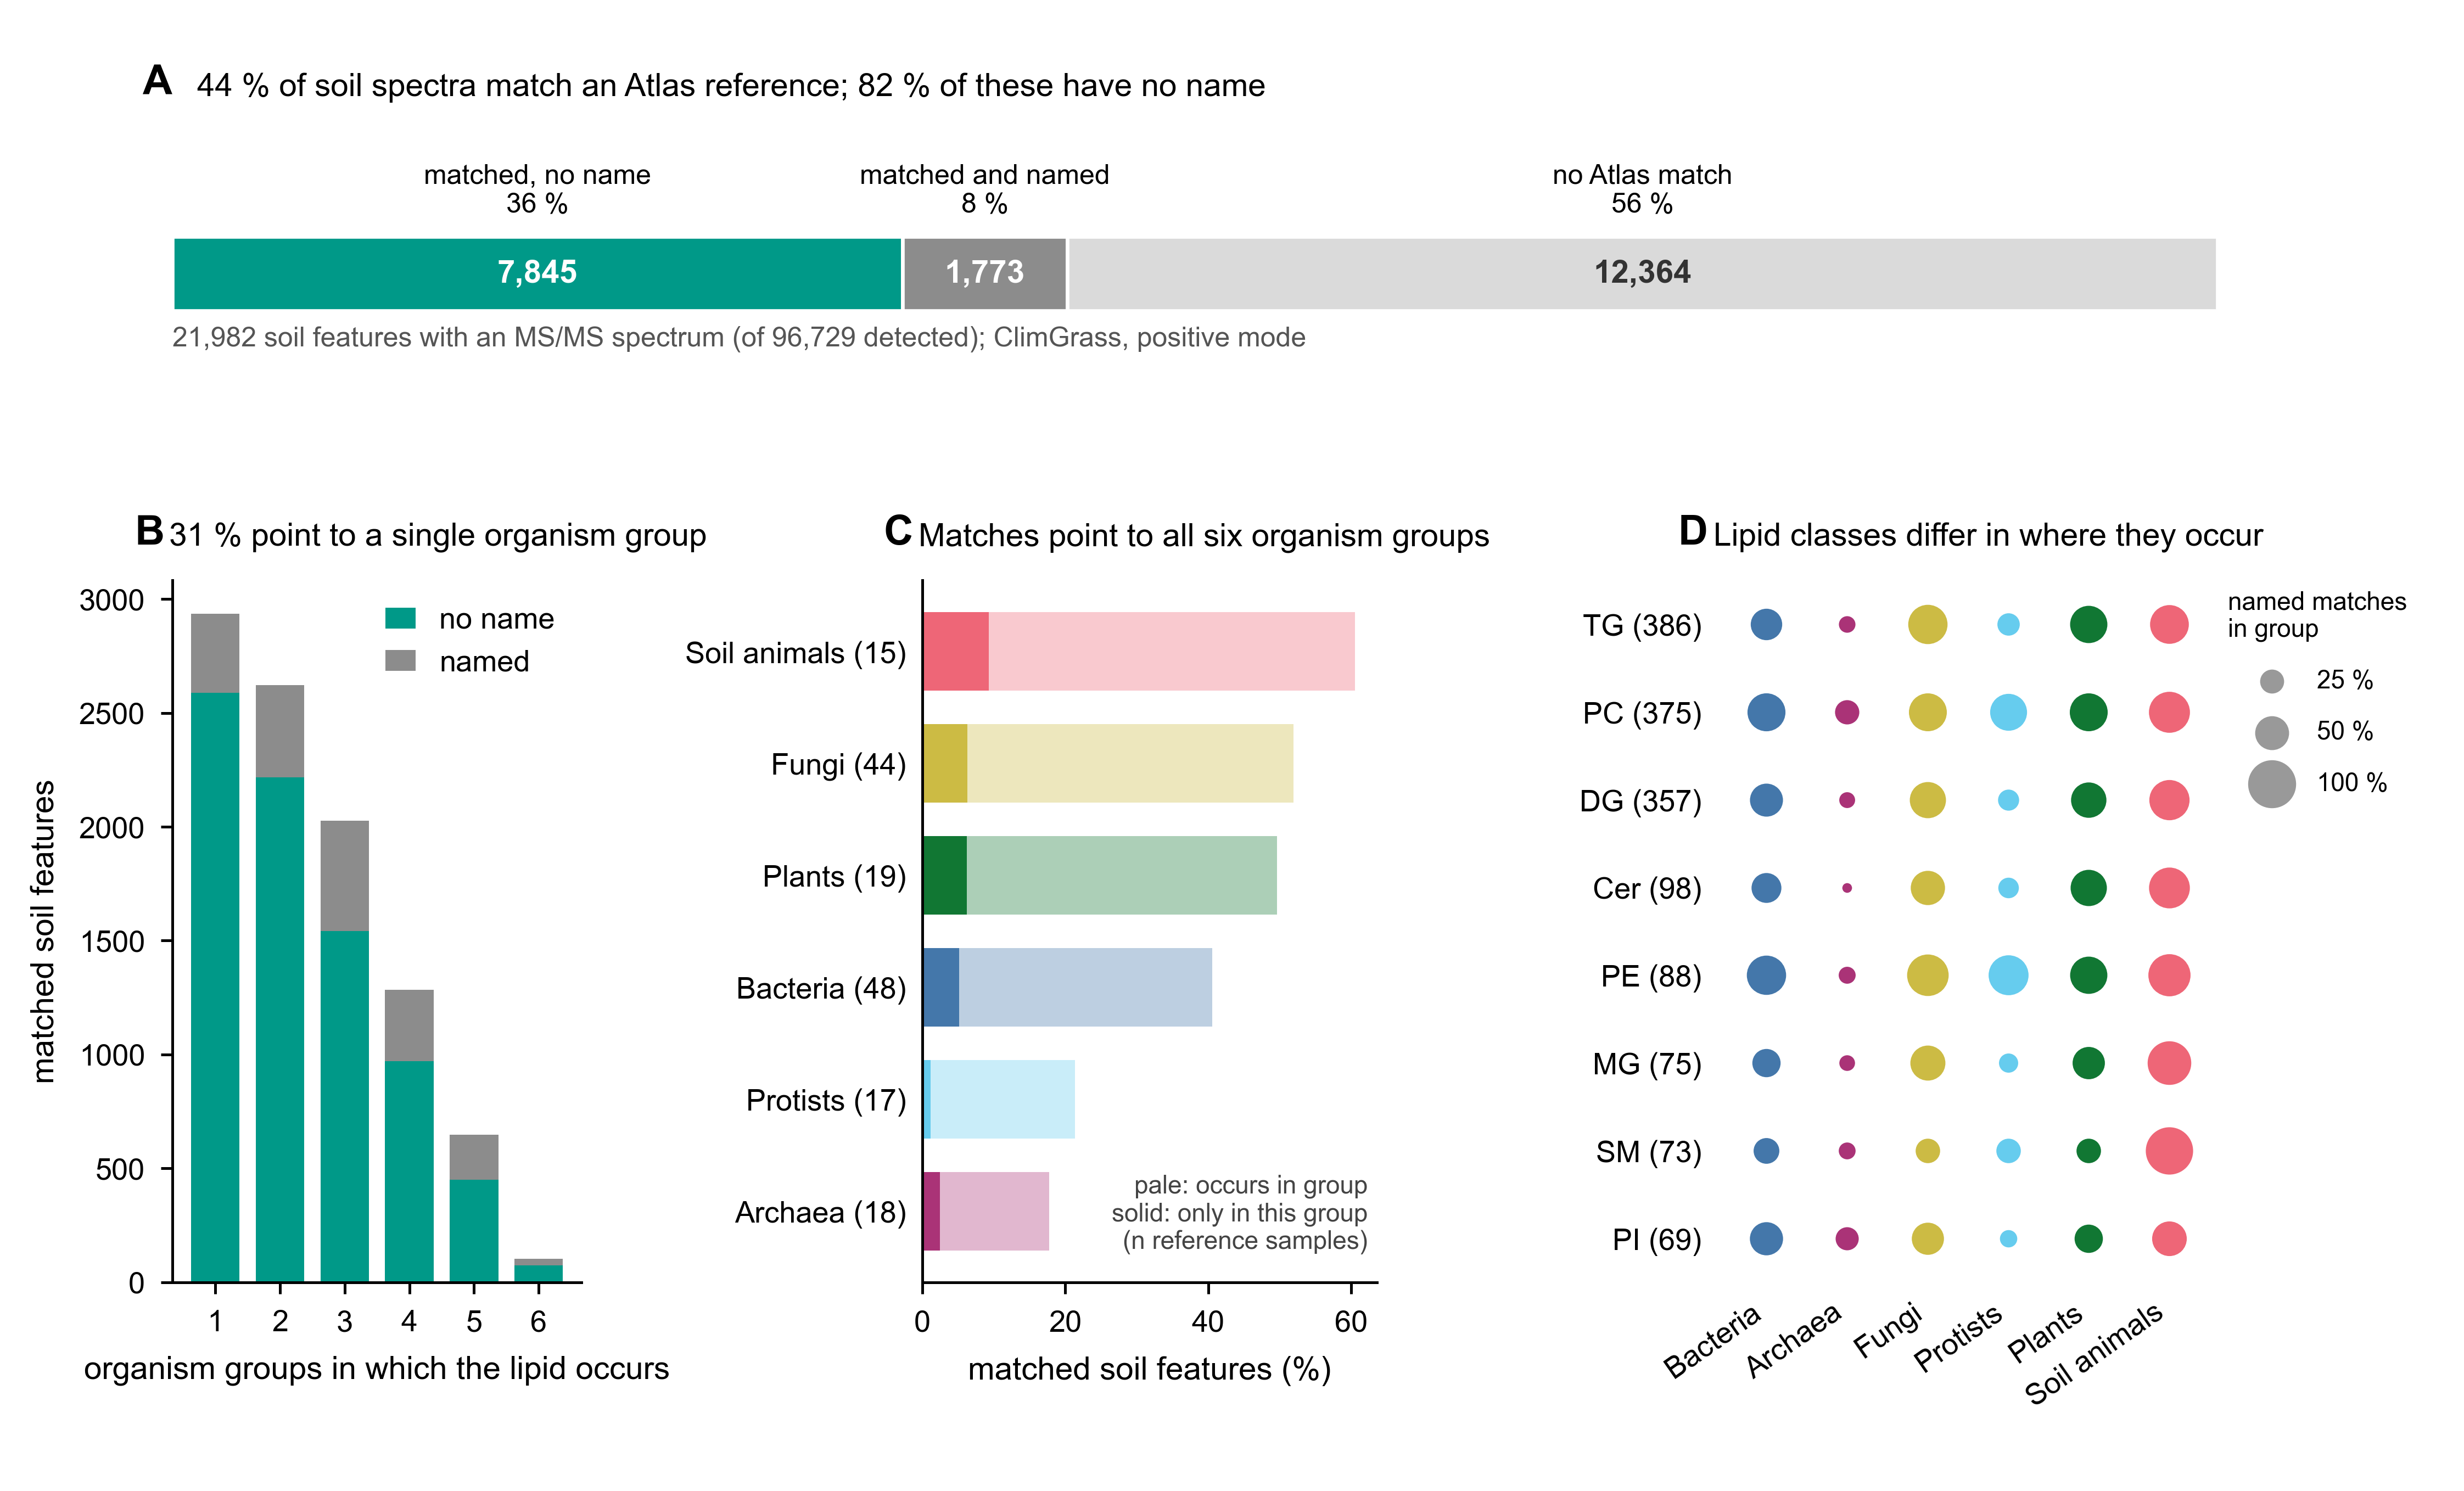 A 44 % of soil spectra match an Atlas reference; 82 % of these have no name
matched, no name
36 %
matched and named
8 %
no Atlas match
56 %
7,845
1,773
12,364
21,982 soil features with an MS/MS spectrum (of 96,729 detected); ClimGrass, positive mode
B 31 % point to a single organism group
3000
2500
2000
1500
1000
500
0
matched soil features
no name
named
1 2 3 4 5 6
organism groups in which the lipid occurs
C Matches point to all six organism groups
Soil animals (15)
Fungi (44)
Plants (19)
Bacteria (48)
Protists (17)
Archaea (18)
pale: occurs in group
solid: only in this group
(n reference samples)
0 20 40 60
matched soil features (%)
D Lipid classes differ in where they occur
TG (386)
PC (375)
DG (357)
Cer (98)
PE (88)
MG (75)
SM (73)
PI (69)
Bacteria
Archaea
Fungi
Protists
Plants
Soil animals
named matches
in group
25 %
50 %
100 %